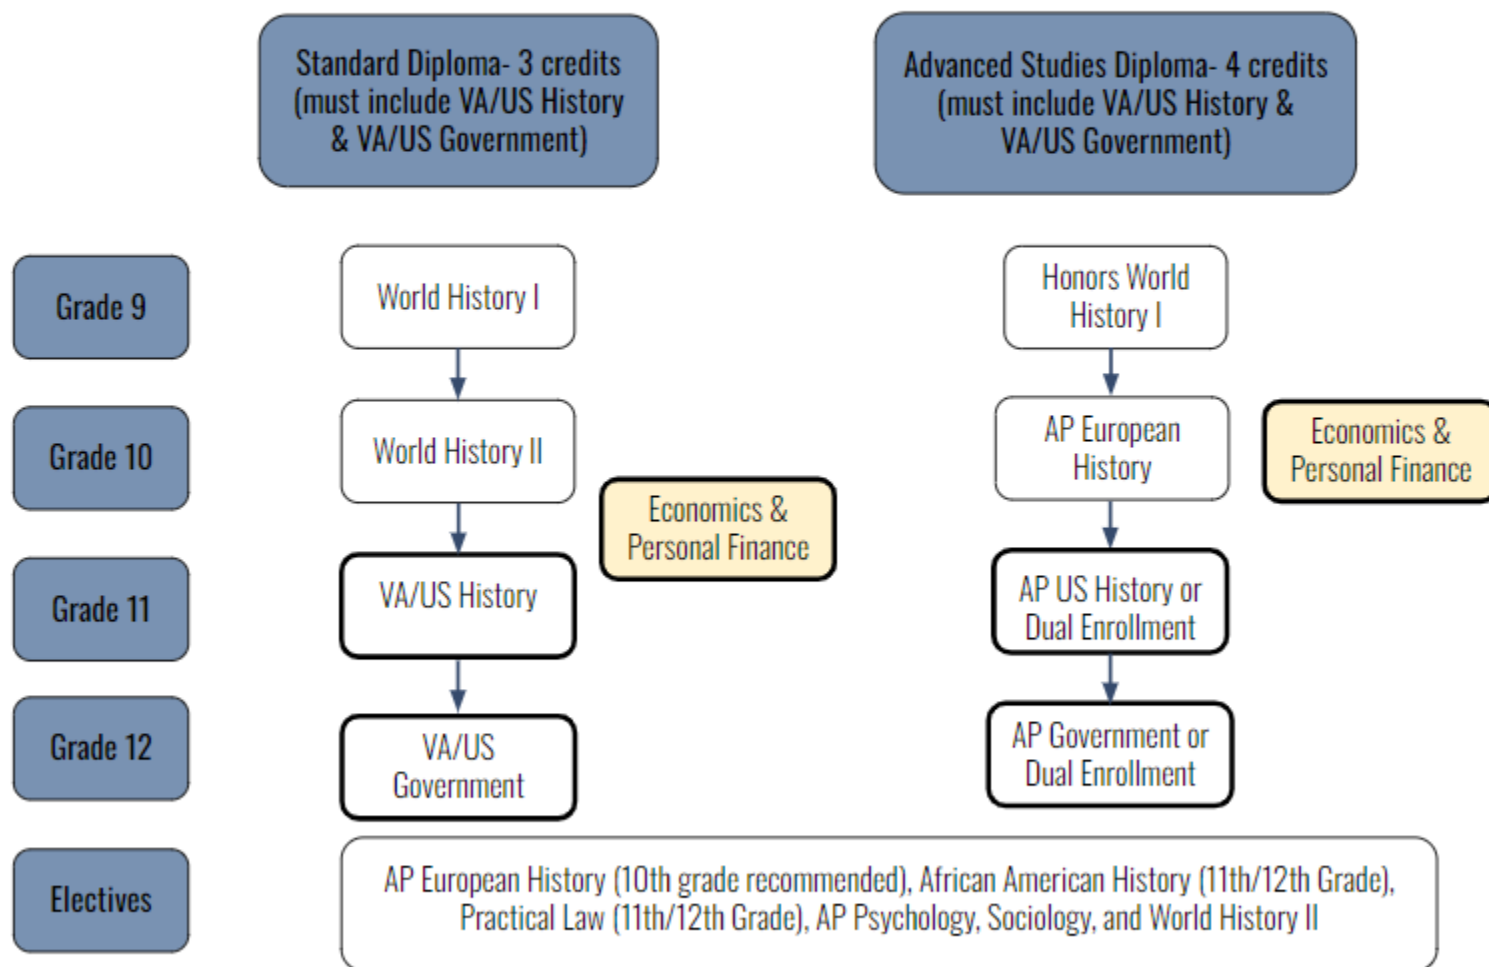 Standard Diploma- 3 credits
(must include VA/US History
& VA/US Government)
Advanced Studies Diploma- 4 credits
(must include VA/US History &
VA/US Government)
Grade 9
World History I
Honors World
History I
Grade 10
World History II
AP European
History
Economics &
Personal Finance
Economics &
Personal Finance
Grade 11
VA/US History
AP US History or
Dual Enrollment
Grade 12
VA/US
Government
AP Government or
Dual Enrollment
Electives
AP European History (10th grade recommended), African American History (11th/12th Grade),
Practical Law (11th/12th Grade), AP Psychology, Sociology, and World History II